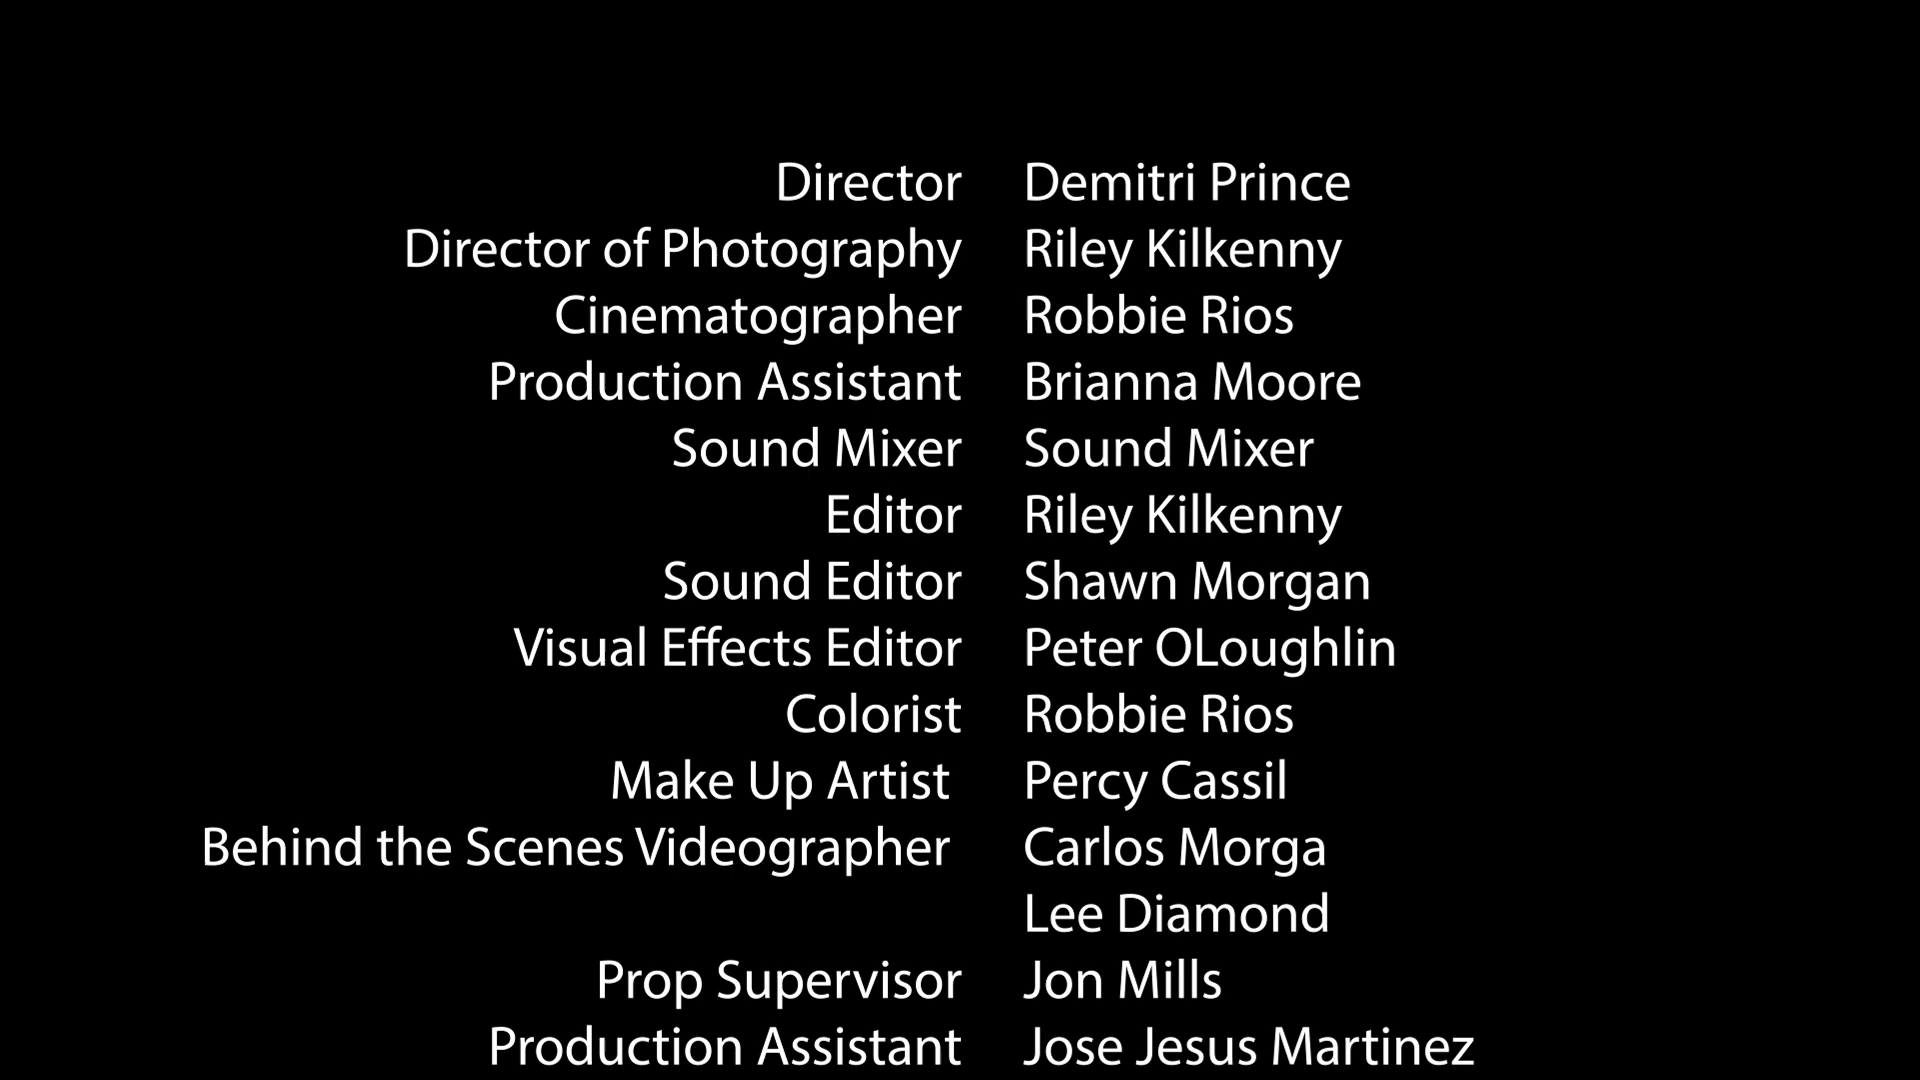 Director Demitri Prince
Director of Photography Riley Kilkenny
Cinematographer Robbie Rios
Production Assistant Brianna Moore
Sound Mixer Sound Mixer
Editor Riley Kilkenny
Sound Editor Shawn Morgan
Visual Effects Editor Peter OLoughlin
Colorist Robbie Rios
Make Up Artist Percy Cassil
Behind the Scenes Videographer Carlos Morga
Lee Diamond
Prop Supervisor Jon Mills
Production Assistant Jose Jesus Martinez